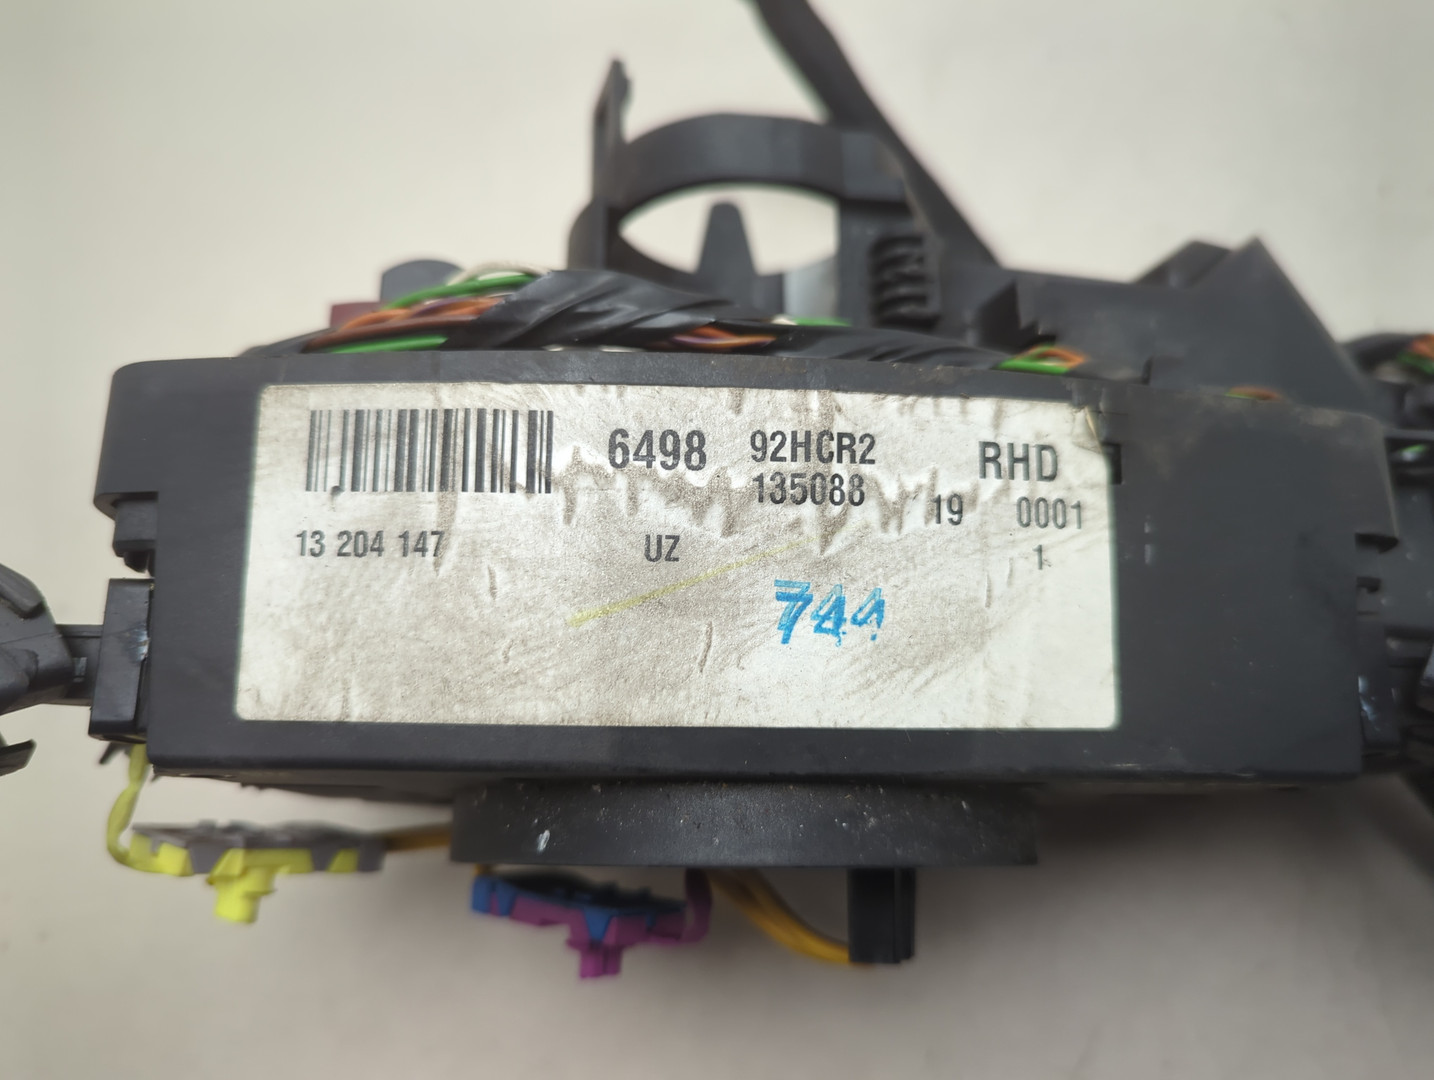 6498 92HCR2 RHD
135088 19 0001
13 204 147 UZ 1
744